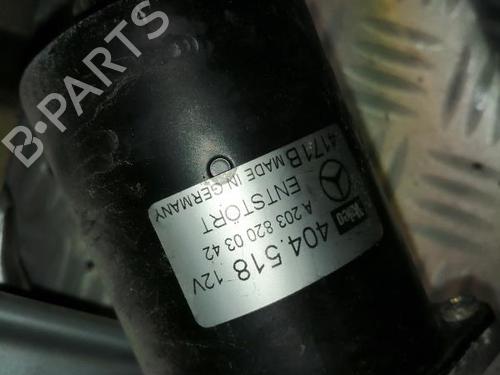 B-PARTS
Valeo
404.518 12V
A 203 820 03 42
ENTSTÖRT
4171B MADE IN GERMANY